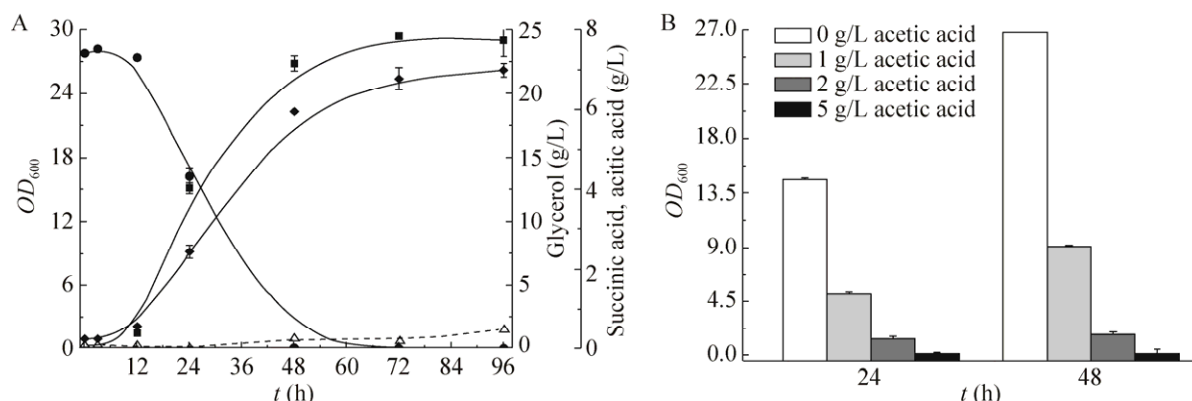 A
30
24
18
12
6
0
OD600
12
24
36
48
60
72
84
96
t (h)
25
20
15
10
5
0
Glycerol (g/L)
8
6
4
2
0
Succinic acid, acitic acid (g/L)
B
27.0
22.5
18.0
13.5
9.0
4.5
0.0
OD600
0 g/L acetic acid
1 g/L acetic acid
2 g/L acetic acid
5 g/L acetic acid
24
48
t (h)